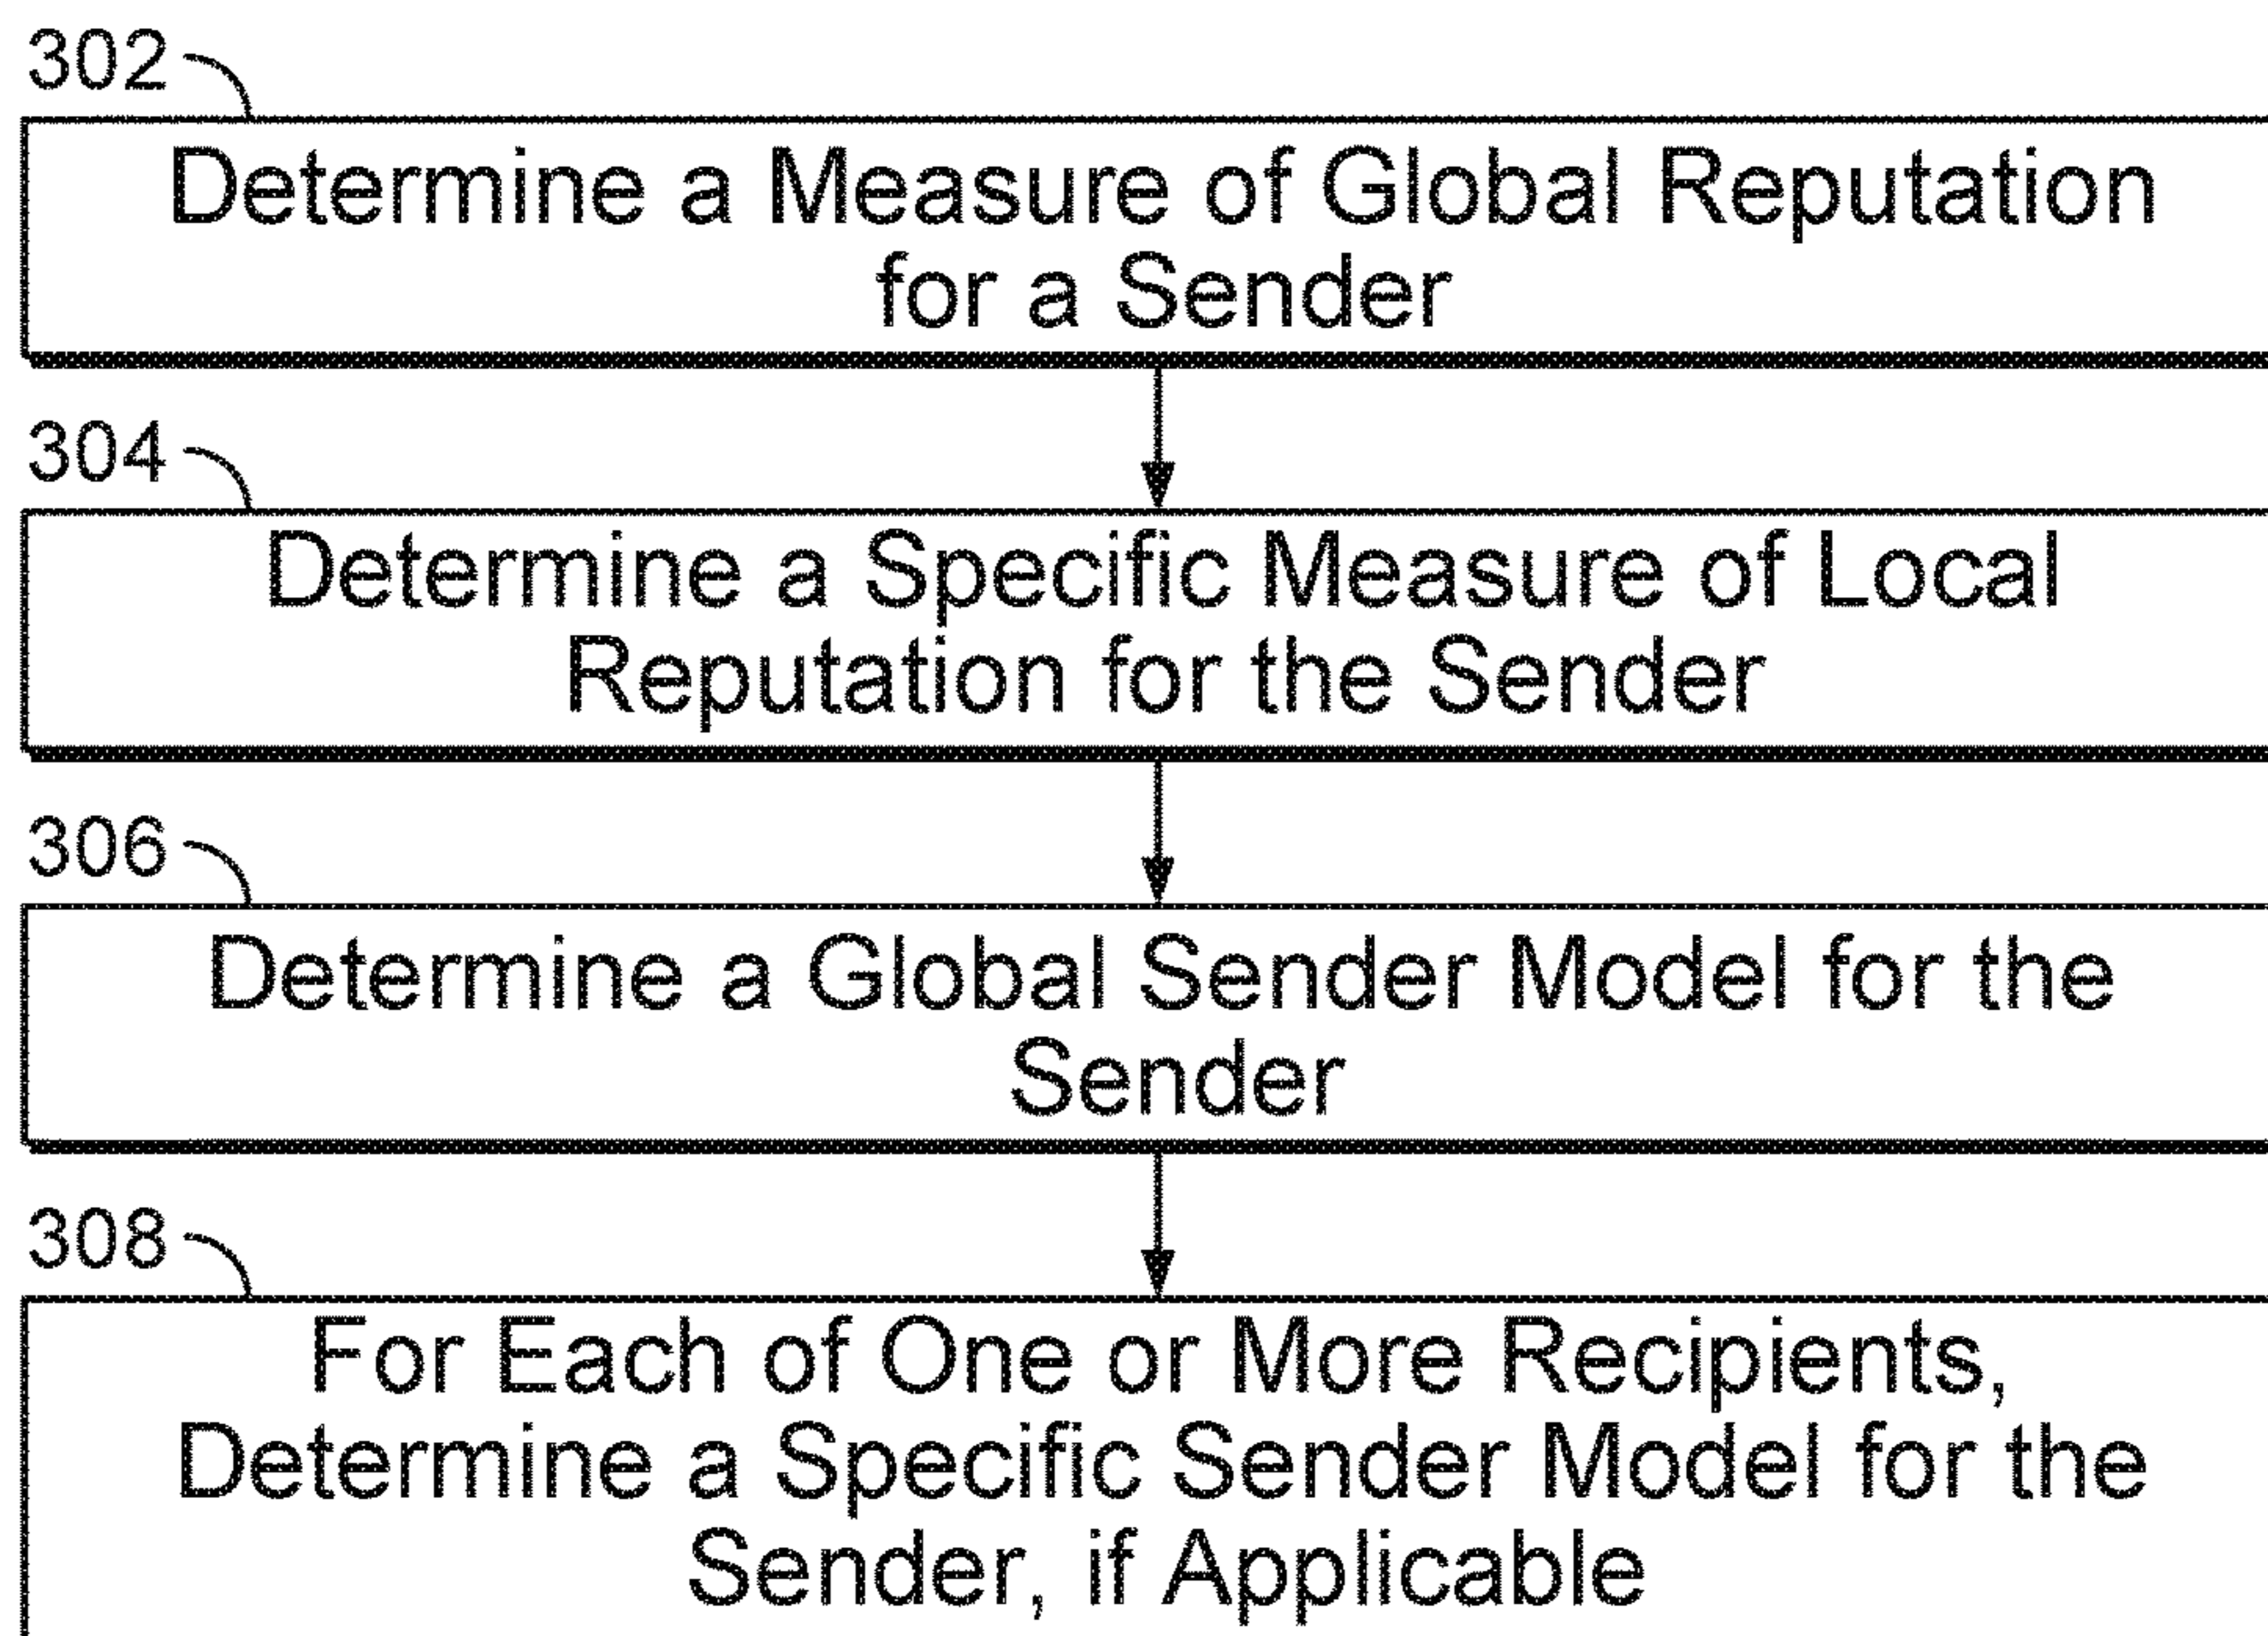 302
Determine a Measure of Global Reputation
for a Sender
304
Determine a Specific Measure of Local
Reputation for the Sender
306
Determine a Global Sender Model for the
Sender
308
For Each of One or More Recipients,
Determine a Specific Sender Model for the
Sender, if Applicable